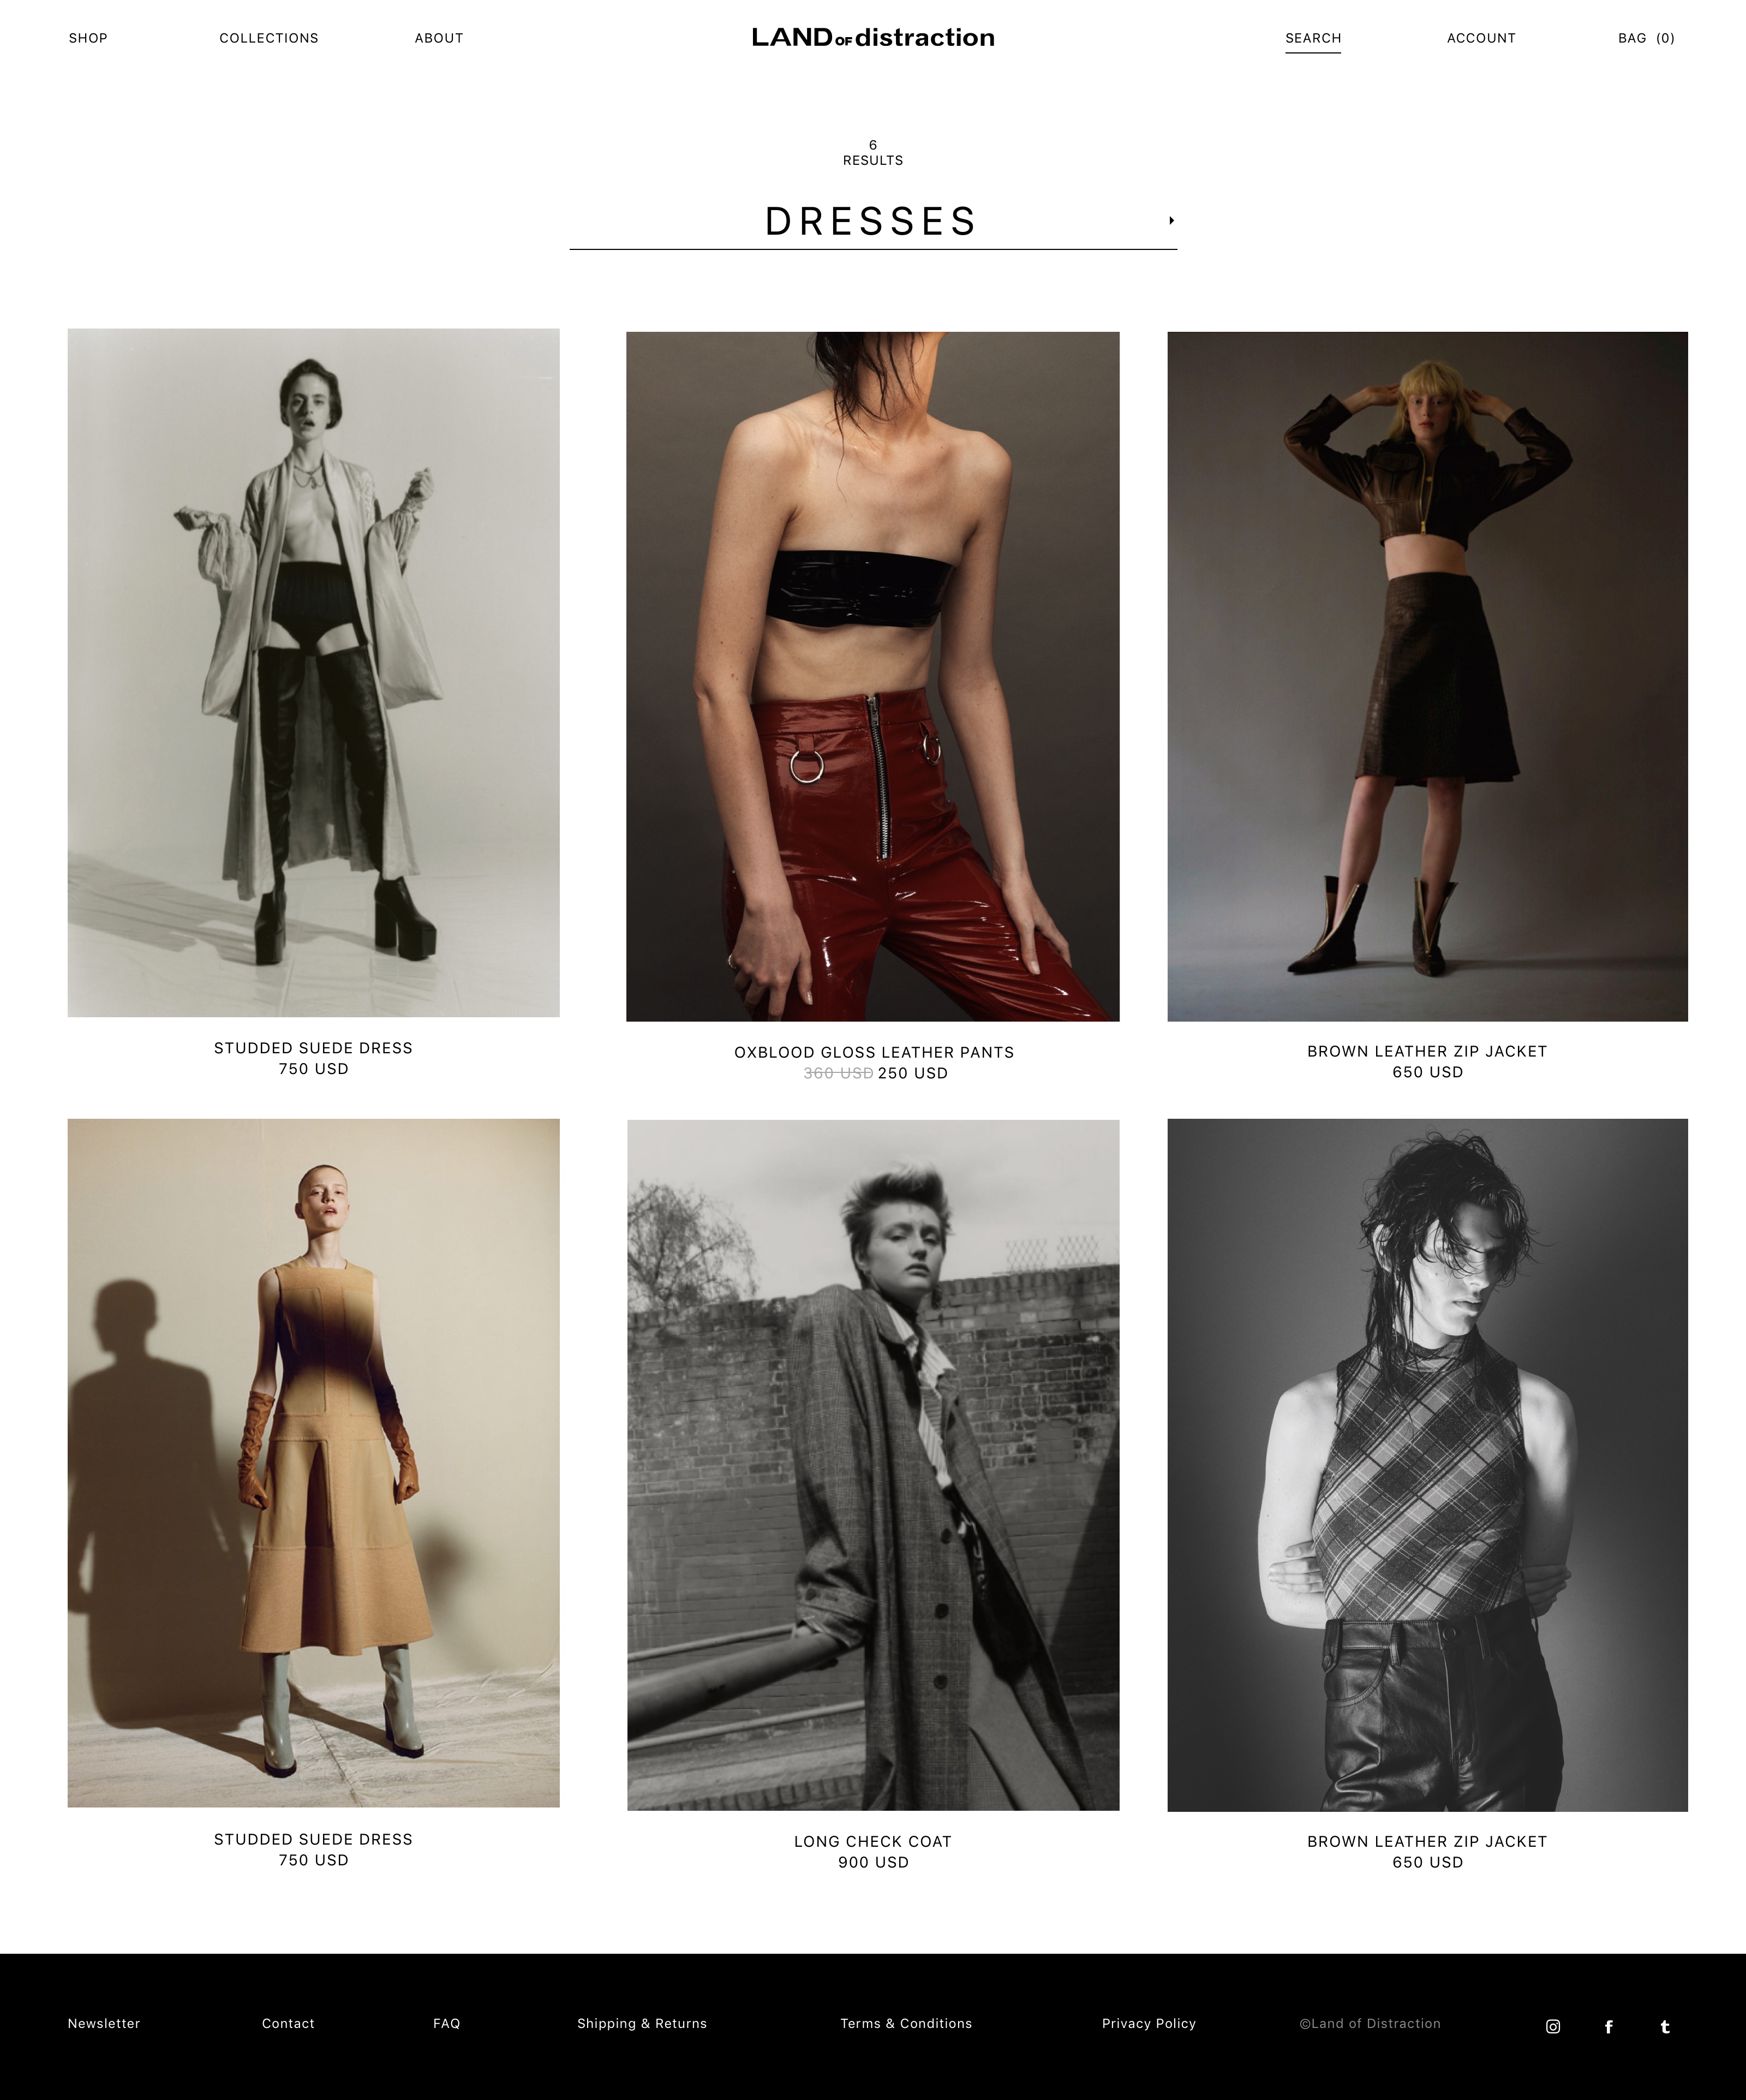 SHOP COLLECTIONS ABOUT LAND OF distraction SEARCH ACCOUNT BAG (0)
6
RESULTS
DRESSES
STUDDED SUEDE DRESS
750 USD
OXBLOOD GLOSS LEATHER PANTS
360 USD 250 USD
BROWN LEATHER ZIP JACKET
650 USD
STUDDED SUEDE DRESS
750 USD
LONG CHECK COAT
900 USD
BROWN LEATHER ZIP JACKET
650 USD
Newsletter Contact FAQ Shipping & Returns Terms & Conditions Privacy Policy ©Land of Distraction